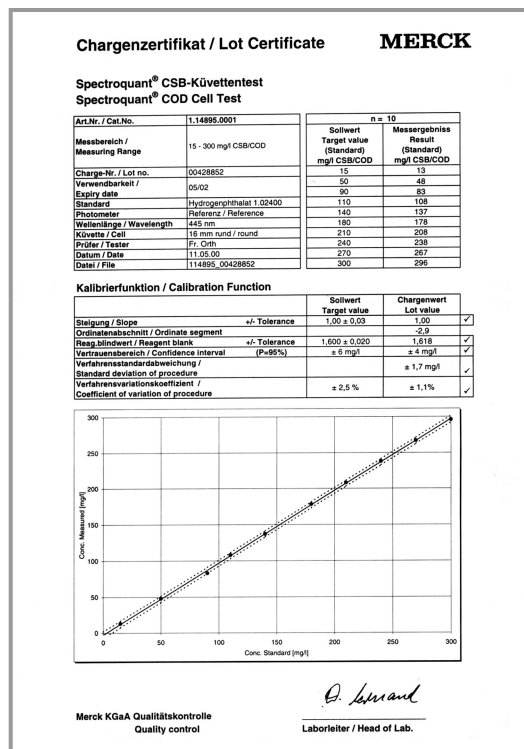 Chargenzertifikat / Lot Certificate
MERCK
Spectroquant® CSB-Küvettentest
Spectroquant® COD Cell Test
Art.Nr. / Cat.No. 1.14895.0001
Messbereich / Measuring Range 15 - 300 mg/l CSB/COD
Charge-Nr. / Lot no. 00428852
Verwendbarkeit / Expiry date 05/02
Standard Hydrogenphthalat 1.02400
Photometer Referenz / Reference
Wellenlänge / Wavelength 445 nm
Küvette / Cell 16 mm rund / round
Prüfer / Tester Fr. Orth
Datum / Date 11.05.00
Datei / File 114895_00428852
n = 10
Sollwert Messergebniss
Target value Result
(Standard) (Standard)
mg/l CSB/COD mg/l CSB/COD
15 13
50 48
90 83
110 108
140 137
180 178
210 208
240 238
270 267
300 296
Kalibrierfunktion / Calibration Function
Sollwert Chargenwert
Target value Lot value
Steigung / Slope +/- Tolerance 1,00 ± 0,03 1,00 ✓
Ordinatenabschnitt / Ordinate segment -2,9
Reag.blindwert / Reagent blank +/- Tolerance 1,600 ± 0,020 1,618 ✓
Vertrauensbereich / Confidence interval (P=95%) ± 6 mg/l ± 4 mg/l ✓
Verfahrensstandardabweichung /
Standard deviation of procedure ± 1,7 mg/l ✓
Verfahrensvariationskoeffizient /
Coefficient of variation of procedure ± 2,5 % ± 1,1% ✓
Conc. Measured [mg/l]
300
250
200
150
100
50
0
0 50 100 150 200 250 300
Conc. Standard [mg/l]
Merck KGaA Qualitätskontrolle
Quality control
Laborleiter / Head of Lab.